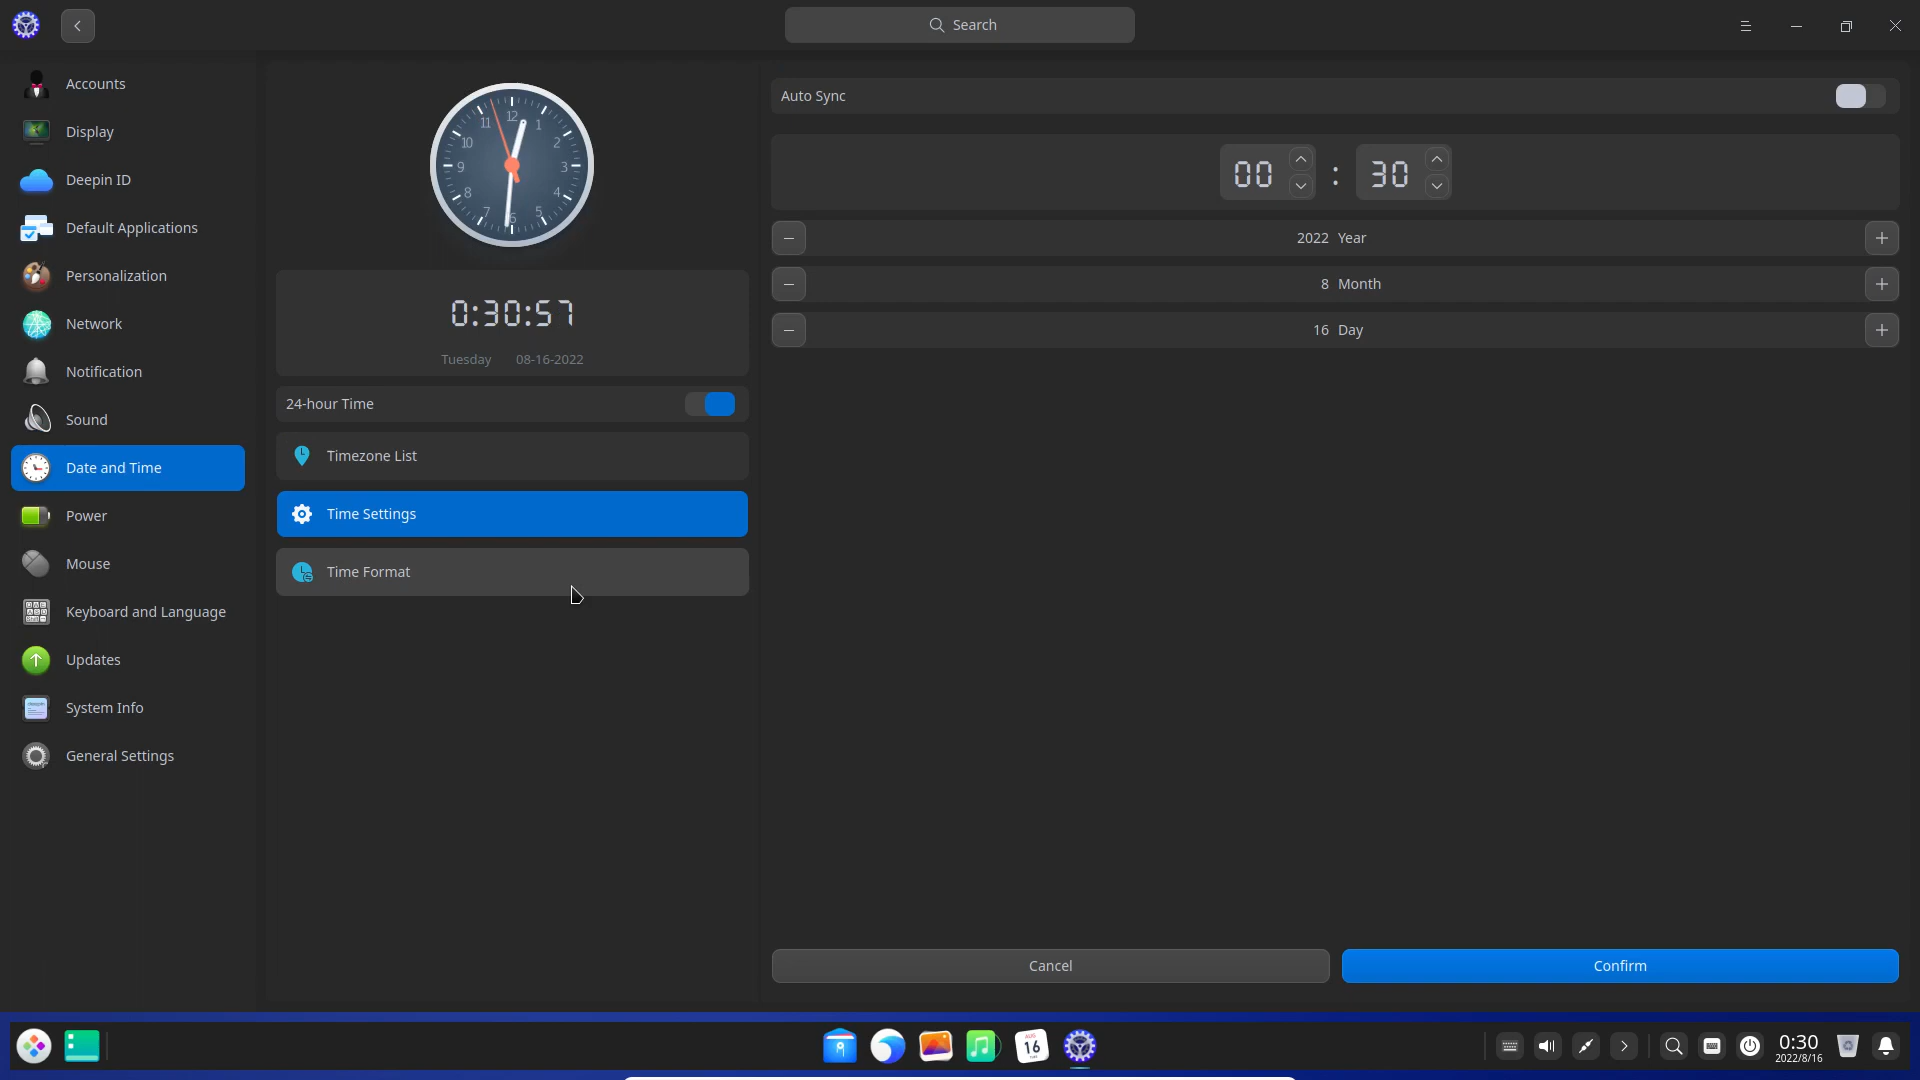 Search
Accounts
Display
Deepin ID
Default Applications
Personalization
Network
Notification
Sound
Date and Time
Power
Mouse
Keyboard and Language
Updates
System Info
General Settings
12
1
2
3
4
5
6
7
8
9
10
11
0:30:57
Tuesday 08-16-2022
24-hour Time
Timezone List
Time Settings
Time Format
Auto Sync
00 : 30
2022 Year
8 Month
16 Day
Cancel
Confirm
AUG
16
0:30
2022/8/16